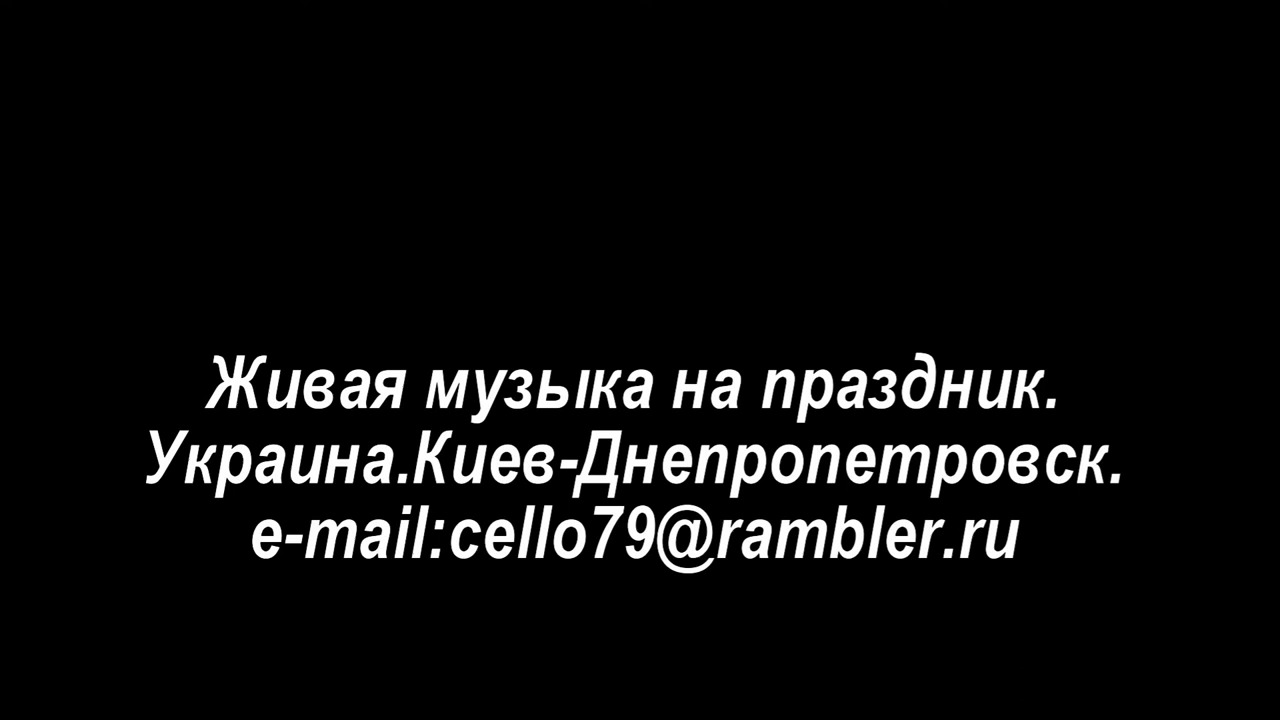 Живая музыка на праздник.
Украина.Киев-Днепропетровск.
e-mail:cello79@rambler.ru